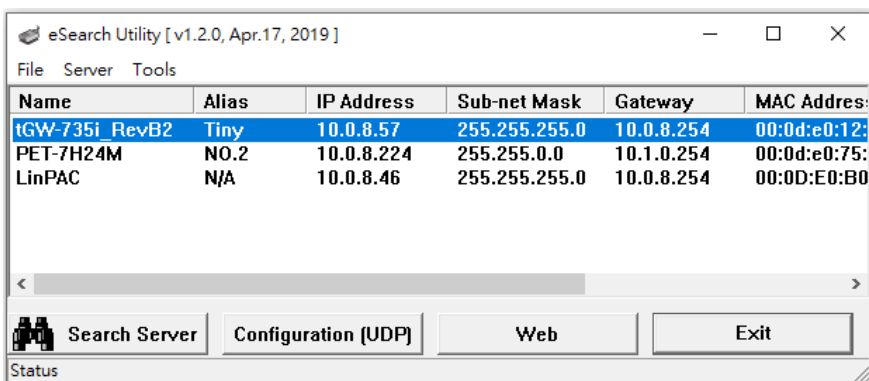 eSearch Utility [ v1.2.0, Apr.17, 2019 ]
File Server Tools
Name Alias IP Address Sub-net Mask Gateway MAC Addres
tGW-735i_RevB2 Tiny 10.0.8.57 255.255.255.0 10.0.8.254 00:0d:e0:12:
PET-7H24M NO.2 10.0.8.224 255.255.0.0 10.1.0.254 00:0d:e0:75:
LinPAC N/A 10.0.8.46 255.255.255.0 10.0.8.254 00:0D:E0:B0
Search Server Configuration (UDP) Web Exit
Status